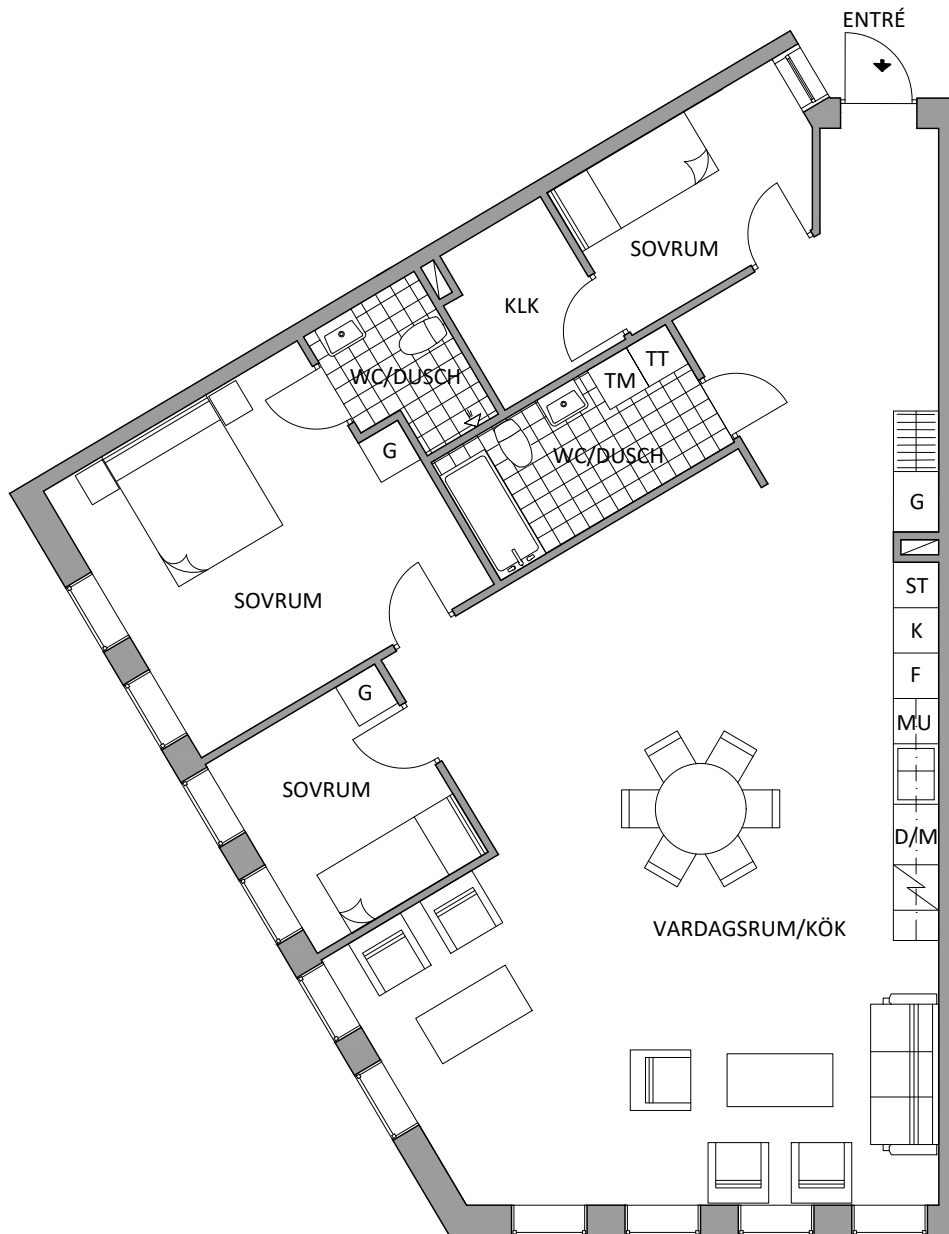 ENTRÉ
SOVRUM
KLK
TT
TM
WC/DUSCH
G
WC/DUSCH
G
ST
SOVRUM
K
F
G
MU
SOVRUM
D/M
VARDAGSRUM/KÖK